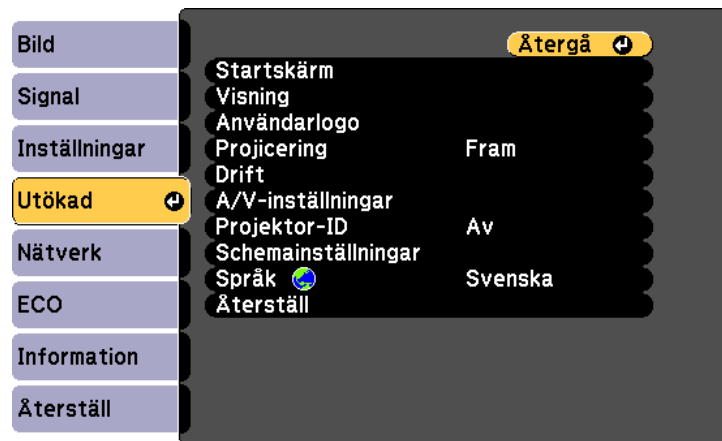 Bild
Signal
Inställningar
Utökad
Nätverk
ECO
Information
Återställ
Återgå
Startskärm
Visning
Användarlogo
Projicering Fram
Drift
A/V-inställningar
Projektor-ID Av
Schemainställningar
Språk Svenska
Återställ